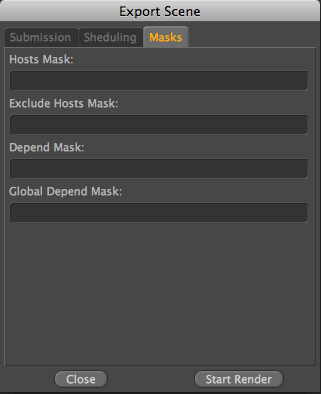 Export Scene
Submission Sheduling Masks
Hosts Mask:
Exclude Hosts Mask:
Depend Mask:
Global Depend Mask:
Close Start Render